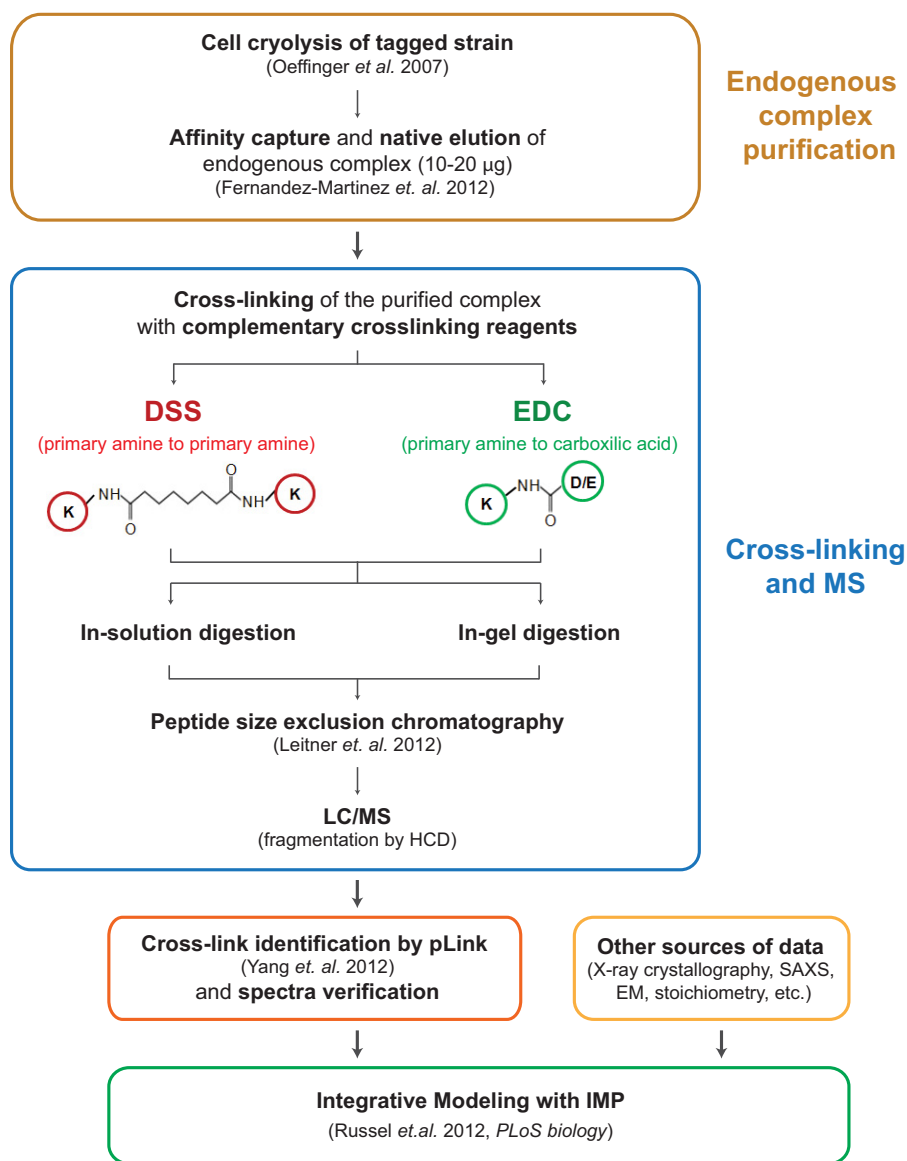 Cell cryolysis of tagged strain
(Oeffinger et al. 2007)
Affinity capture and native elution of
endogenous complex (10-20 µg)
(Fernandez-Martinez et. al. 2012)
Endogenous
complex
purification
Cross-linking of the purified complex
with complementary crosslinking reagents
DSS
(primary amine to primary amine)
EDC
(primary amine to carboxilic acid)
K
NH
O
O
NH
K
K
NH
O
D/E
Cross-linking
and MS
In-solution digestion
In-gel digestion
Peptide size exclusion chromatography
(Leitner et. al. 2012)
LC/MS
(fragmentation by HCD)
Cross-link identification by pLink
(Yang et. al. 2012)
and spectra verification
Other sources of data
(X-ray crystallography, SAXS,
EM, stoichiometry, etc.)
Integrative Modeling with IMP
(Russel et.al. 2012, PLoS biology)